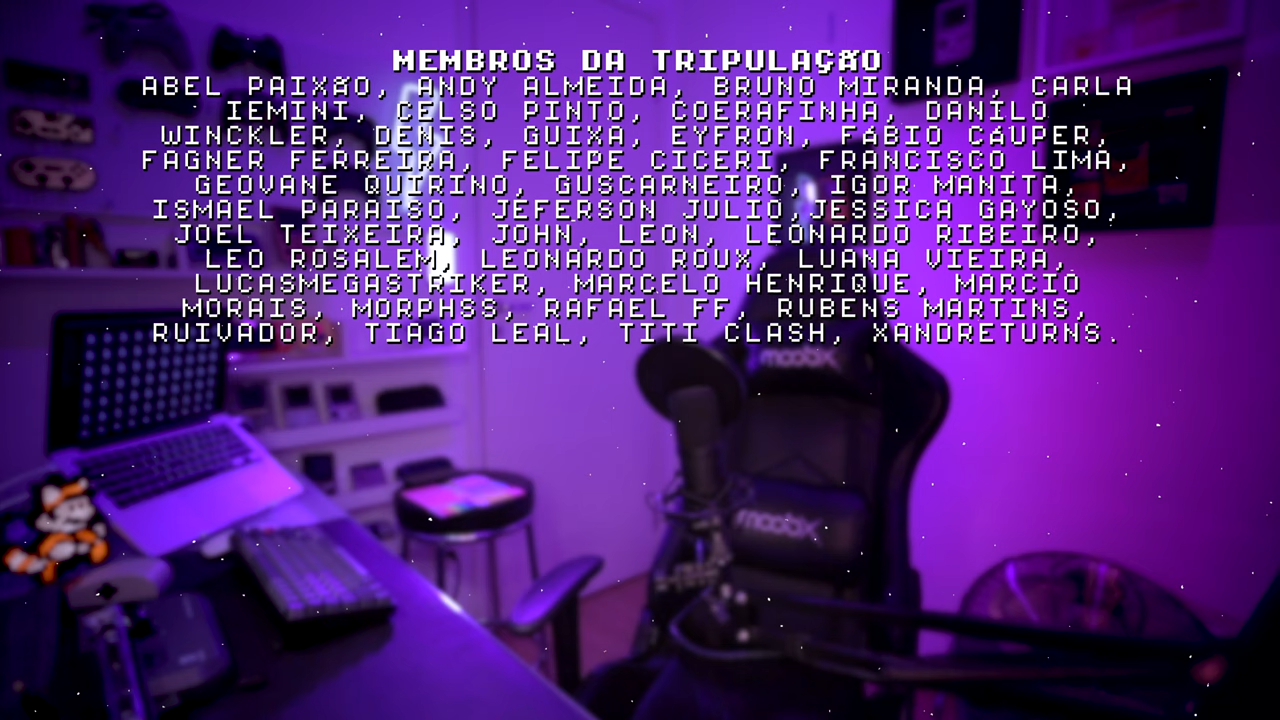 MEMBROS DA TRIPULAÇÃO
ABEL PAIXÃO, ANDY ALMEIDA, BRUNO MIRANDA, CARLA
IEMINI, CELSO PINTO, COERAFINHA, DANILO
WINCKLER, DENIS, GUIXA, EYFRON, FáBIO CáUPER,
FAGNER FERREIRA, FELIPE CICERI, FRANCISCO LIMA,
GEOVANE QUIRINO, GUSCARNEIRO, IGOR MANITA,
ISMAEL PARAISO, JEFERSON JULIO,JESSICA GAYOSO,
JOEL TEIXEIRA, JOHN, LEON, LEONARDO RIBEIRO,
LEO ROSALEM, LEONARDO ROUX, LUANA VIEIRA,
LUCASMEGASTRIKER, MARCELO HENRIQUE, MARCIO
MORAIS, MORPHSS, RAFAEL FF, RUBENS MARTINS,
RUIVADOR, TIAGO LEAL, TITI CLASH, XANDRETURNS.
moobx
moobx